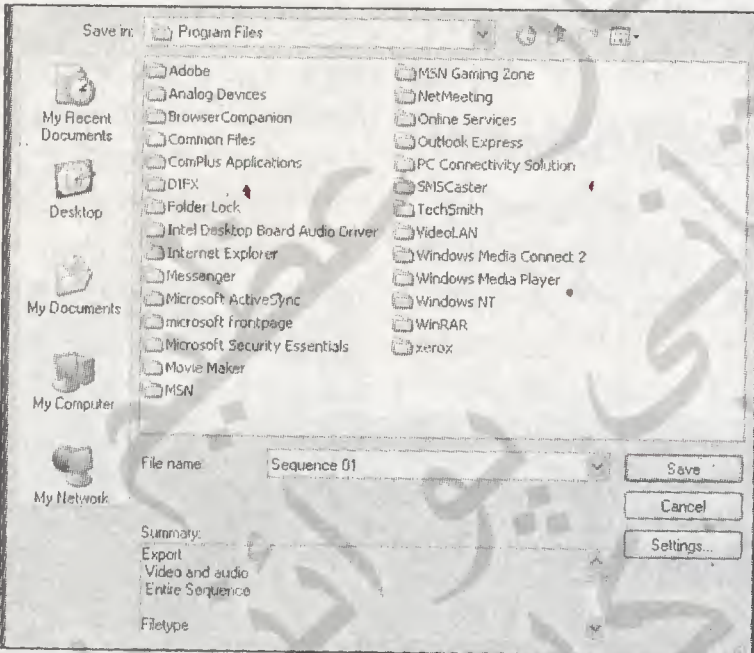 Save in: Program Files
My Recent
Documents
Desktop
My Documents
My Computer
My Network
Adobe
Analog Devices
BrowserCompanion
Common Files
ComPlus Applications
DIFX
Folder Lock
Intel Desktop Board Audio Driver
Internet Explorer
Messenger
Microsoft ActiveSync
microsoft frontpage
Microsoft Security Essentials
Movie Maker
MSN
MSN Gaming Zone
NetMeeting
Online Services
Outlook Express
PC Connectivity Solution
SMSCaster
TechSmith
VideoLAN
Windows Media Connect 2
Windows Media Player
Windows NT
WinRAR
xerox
File name: Sequence 01
Save
Cancel
Settings...
Summary:
Export
Video and audio
Entire Sequence
Filetype